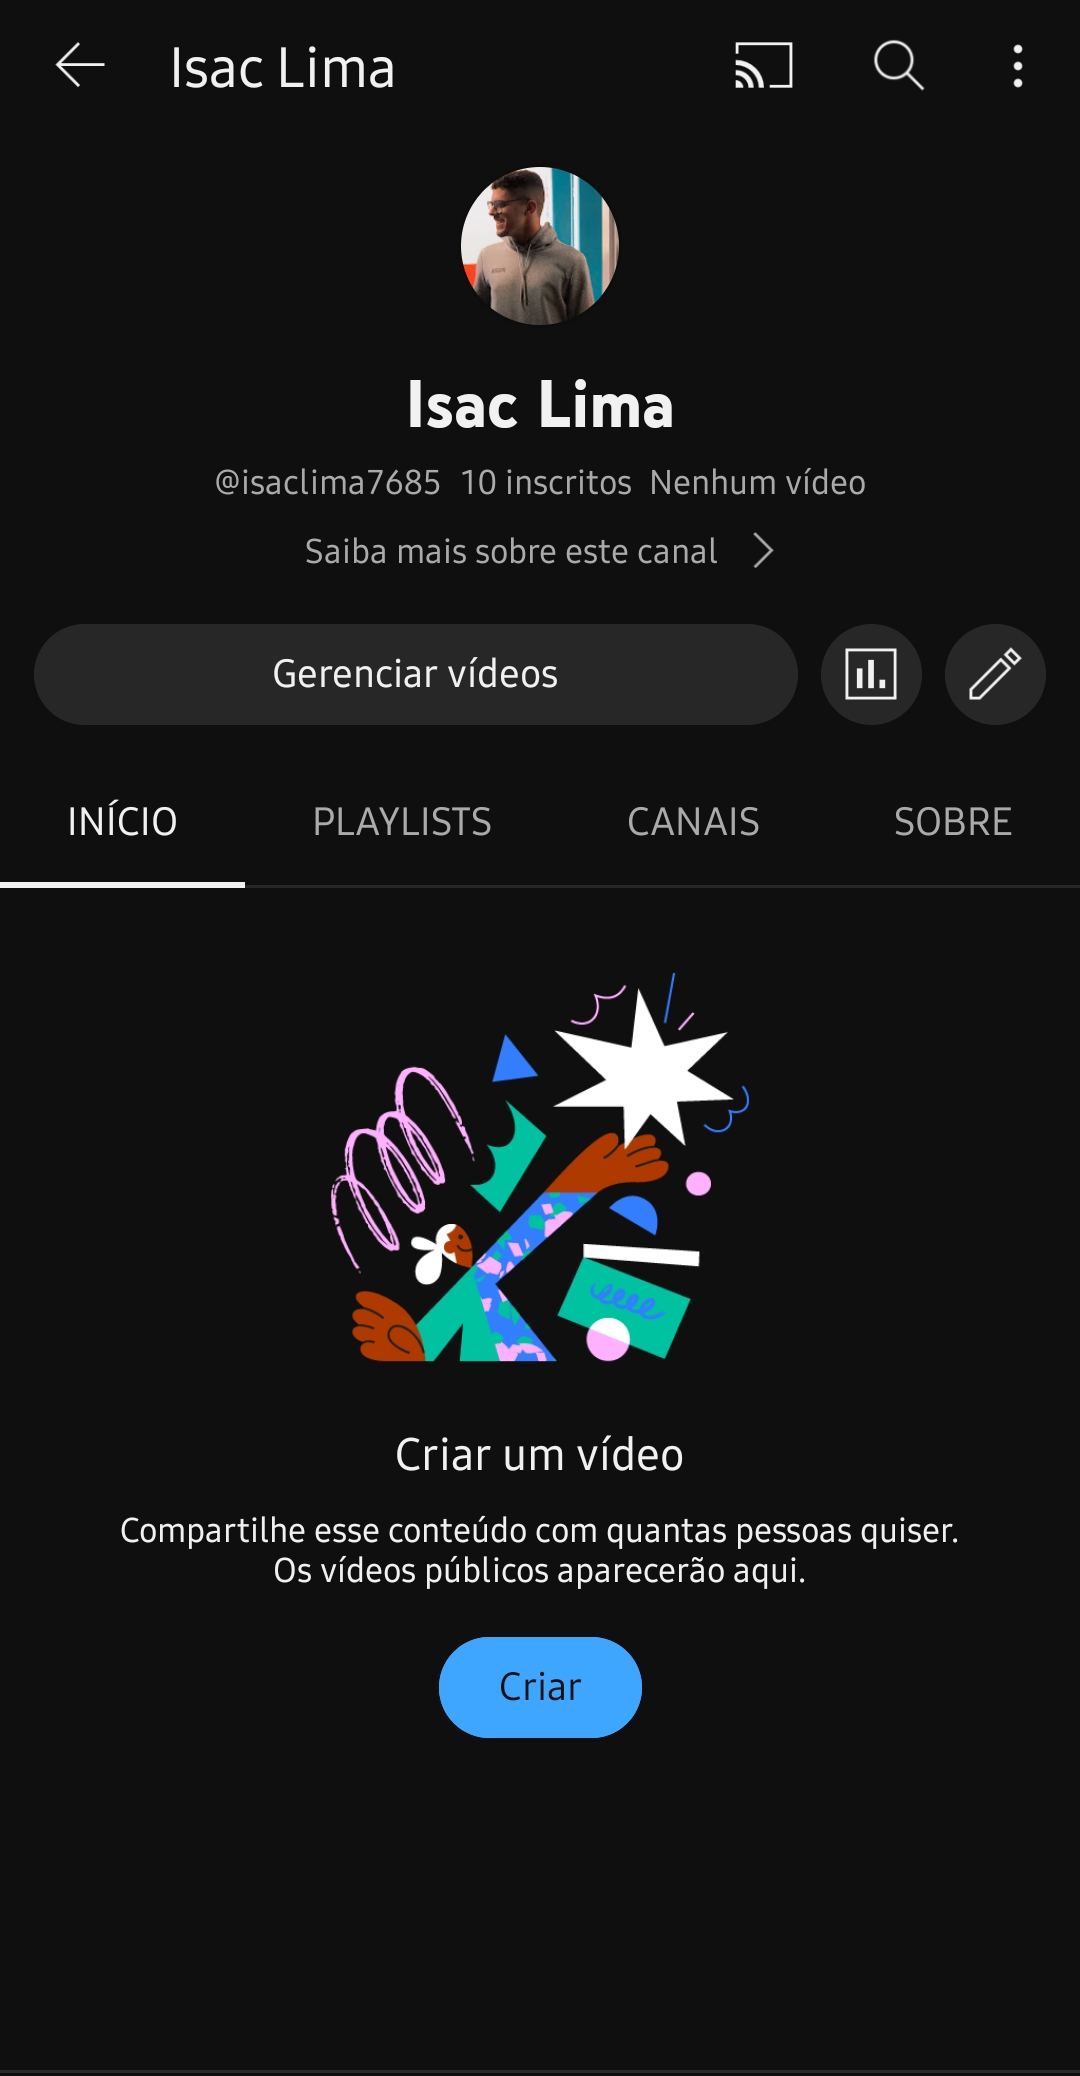 Isac Lima
Isac Lima
@isaclima7685 10 inscritos Nenhum vídeo
Saiba mais sobre este canal
Gerenciar vídeos
INÍCIO PLAYLISTS CANAIS SOBRE
Criar um vídeo
Compartilhe esse conteúdo com quantas pessoas quiser.
Os vídeos públicos aparecerão aqui.
Criar